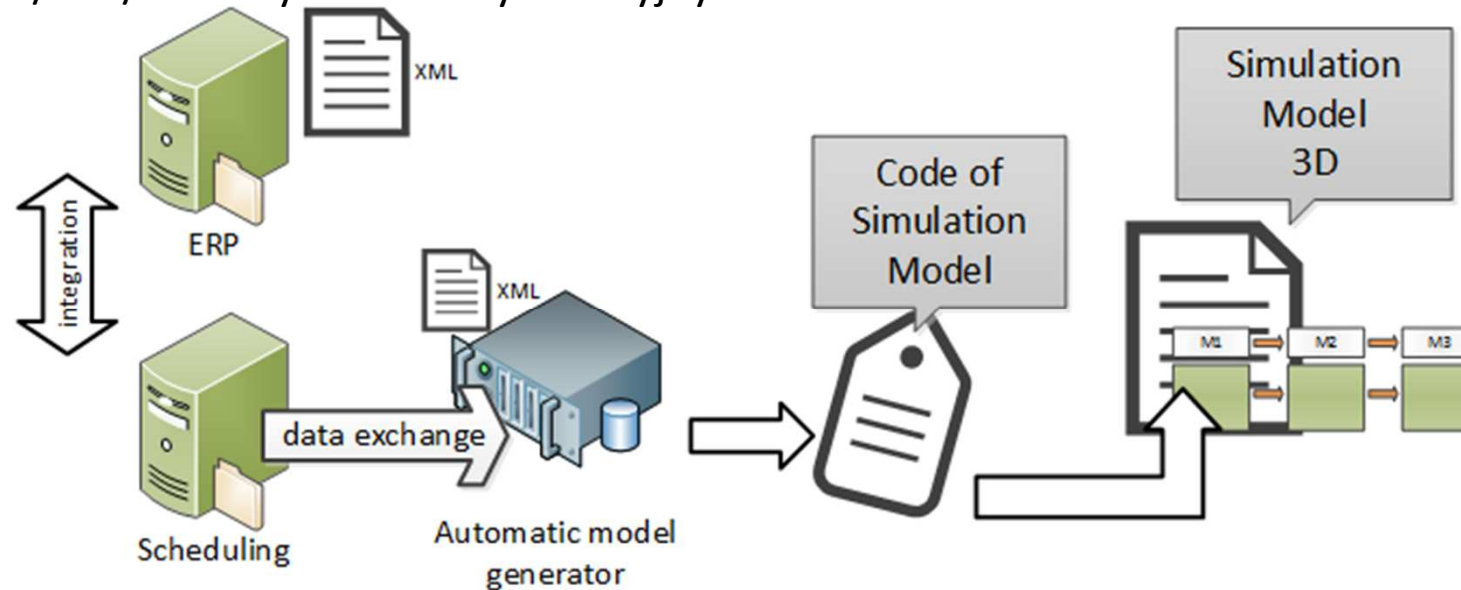 XML
ERP
integration
Scheduling
data exchange
XML
Automatic model
generator
Code of
Simulation
Model
Simulation
Model
3D
M1
M2
M3